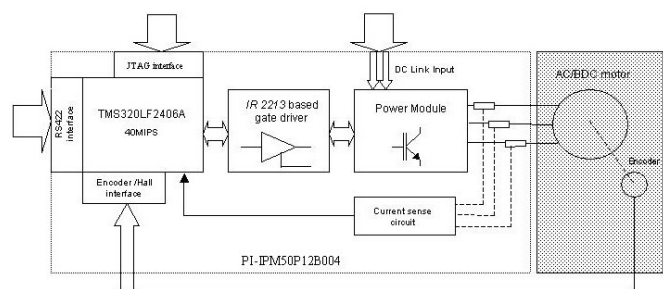 JTAG interface
DC Link Input
AC/BDC motor
RS422
interface
TMS320LF2406A
40MIPS
IR 2213 based
gate driver
Power Module
Encoder
Encoder /Hall
interface
Current sense
circuit
PI-IPM50P12B004